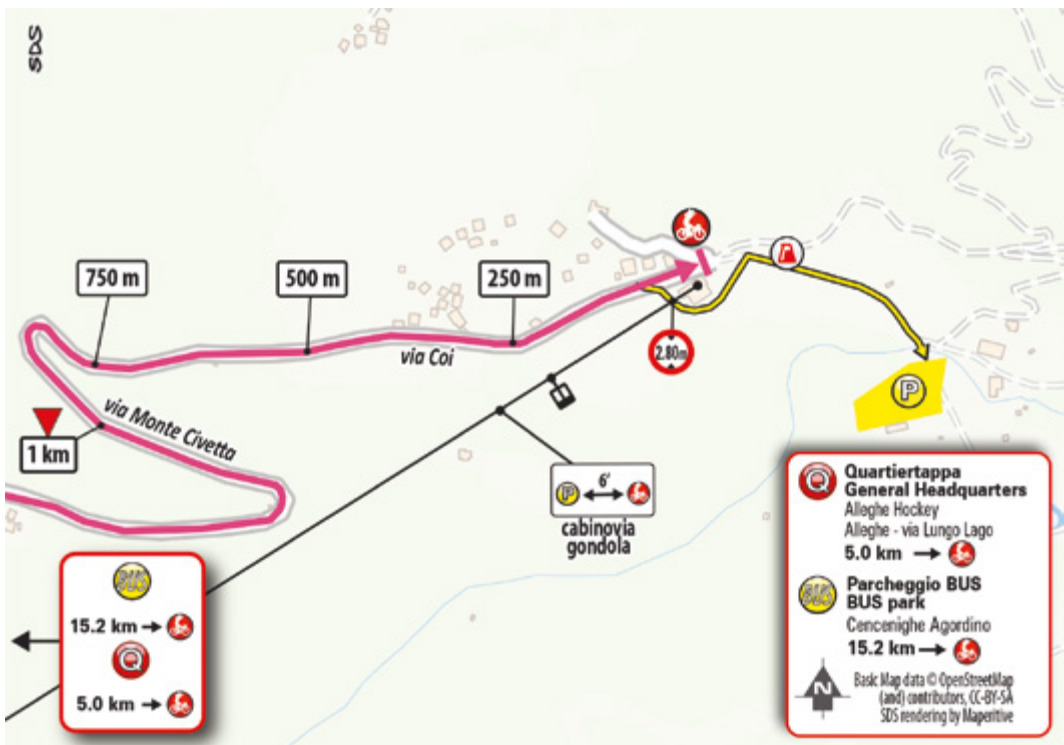 SDS
750 m
500 m
250 m
via Coi
2.80m
P
via Monte Civetta
1 km
P 6' 
cabinovia
gondola
BUS
15.2 km
Q
5.0 km
Q
Quartiertappa
General Headquarters
Alleghe Hockey
Alleghe - via Lungo Lago
5.0 km
BUS
Parcheggio BUS
BUS park
Cencenighe Agordino
15.2 km
N
Basic Map data © OpenStreetMap
(and) contributors, CC-BY-SA
SDS rendering by Maperitive